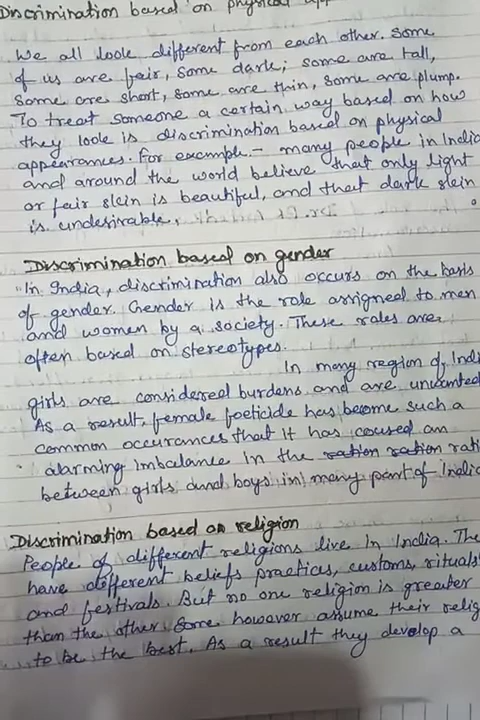 Discrimination based on physical app
We all look different from each other. Some
of us are fair, some dark; some are tall,
some are short, some are thin, some are plump.
To treat someone a certain way based on how
they look is discrimination based on physical
appearances. For example - many people in India
and around the world believe that only light
or fair skin is beautiful, and that dark skin
is undesirable.
Discrimination based on gender
"In India, discrimination also occurs on the basis
of gender. Gender is the role assigned to men
and women by a society. These roles are
often based on stereotypes.
In many region of Indi
girls are considered burdens and are unwanted
As a result, female foeticide has become such a
common occurances that it has caused an
alarming imbalance in the ration ration rati
between girls and boys in many part of India
Discrimination based on religion
People of different religions live in India. The
have different beliefs practices, customs, rituals
and festivals. But no one religion is greater
than the other. Some however assume their relig
to be the best. As a result they develop a